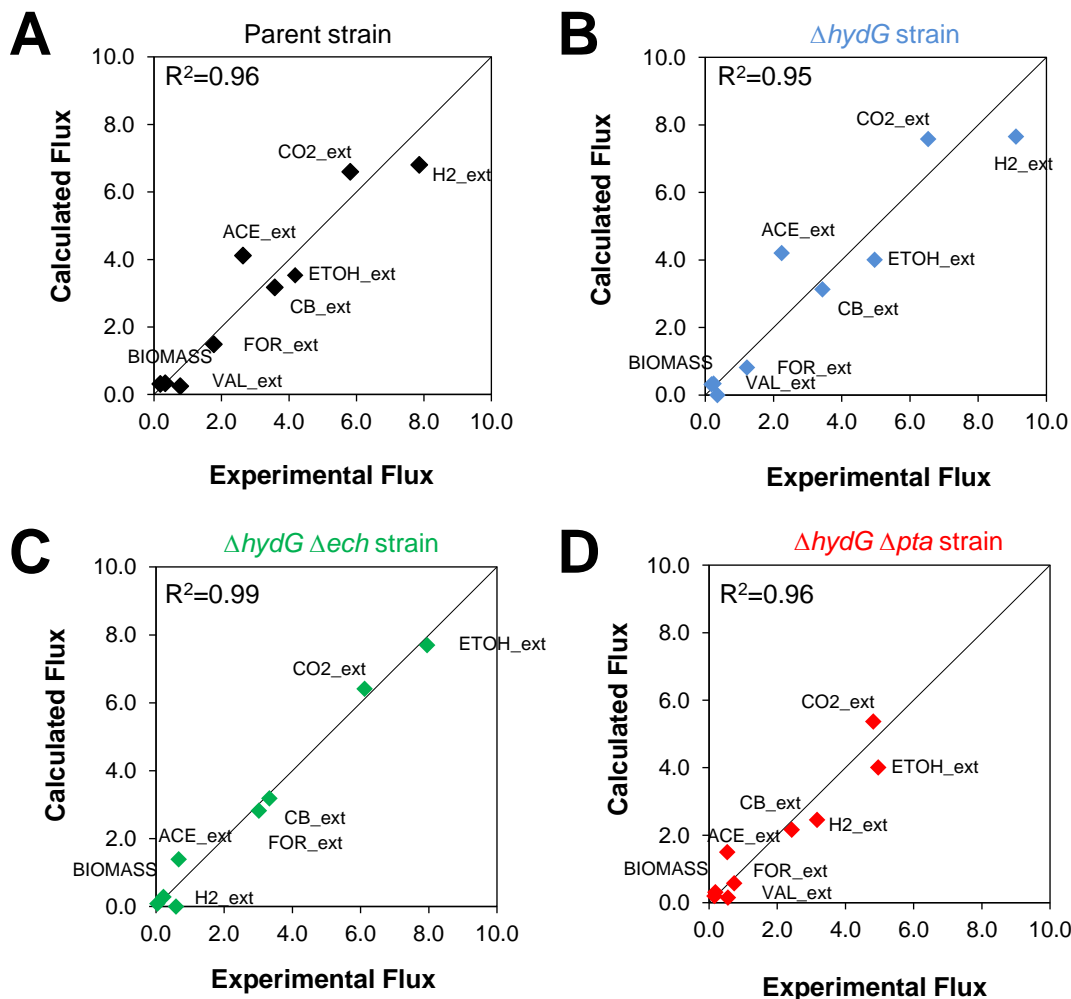 A
Parent strain
R²=0.96
10.0
8.0
6.0
4.0
2.0
0.0
Calculated Flux
CO2_ext
H2_ext
ACE_ext
ETOH_ext
CB_ext
FOR_ext
BIOMASS
VAL_ext
0.0 2.0 4.0 6.0 8.0 10.0
Experimental Flux
B
ΔhydG strain
R²=0.95
10.0
8.0
6.0
4.0
2.0
0.0
Calculated Flux
CO2_ext
H2_ext
ACE_ext
ETOH_ext
CB_ext
BIOMASS
FOR_ext
VAL_ext
0.0 2.0 4.0 6.0 8.0 10.0
Experimental Flux
C
ΔhydG Δech strain
R²=0.99
10.0
8.0
6.0
4.0
2.0
0.0
Calculated Flux
ETOH_ext
CO2_ext
CB_ext
ACE_ext
FOR_ext
BIOMASS
H2_ext
0.0 2.0 4.0 6.0 8.0 10.0
Experimental Flux
D
ΔhydG Δpta strain
R²=0.96
10.0
8.0
6.0
4.0
2.0
0.0
Calculated Flux
CO2_ext
ETOH_ext
CB_ext
H2_ext
ACE_ext
BIOMASS
FOR_ext
VAL_ext
0.0 2.0 4.0 6.0 8.0 10.0
Experimental Flux